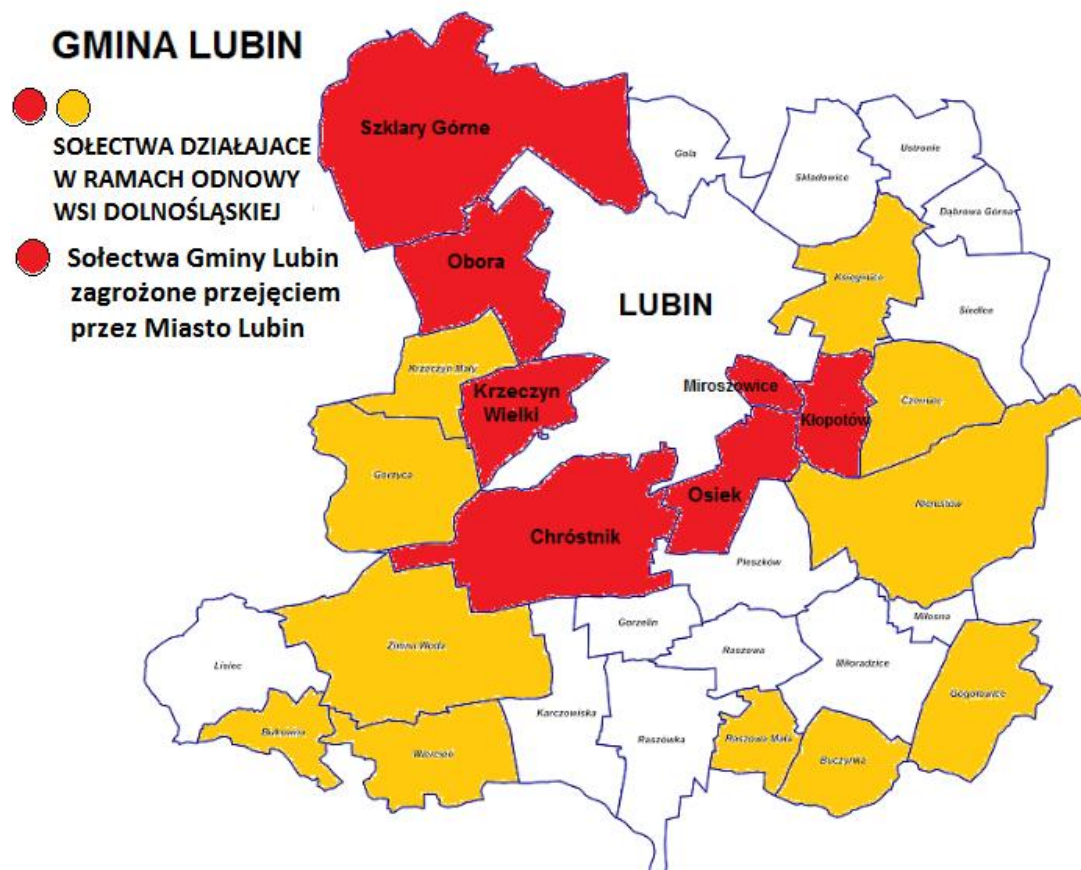 GMINA LUBIN
SOŁECTWA DZIAŁAJACE
W RAMACH ODNOWY
WSI DOLNOŚLĄSKIEJ
Sołectwa Gminy Lubin
zagrożone przejęciem
przez Miasto Lubin
Szklary Górne
Gola
Składowice
Ustronie
Dąbrowa Górna
Obora
Księginice
LUBIN
Siedlce
Krzeczyn Mały
Krzeczyn
Wielki
Miroszowice
Kłopotów
Czerniec
Gorzyca
Osiek
Niemstów
Chróstnik
Pieszków
Gorzelin
Miłosna
Zimna Woda
Raszowa
Lisiec
Miłoradzice
Gogołowice
Karczowiska
Bukowna
Wiercień
Raszówka
Raszowa Mała
Buczynka